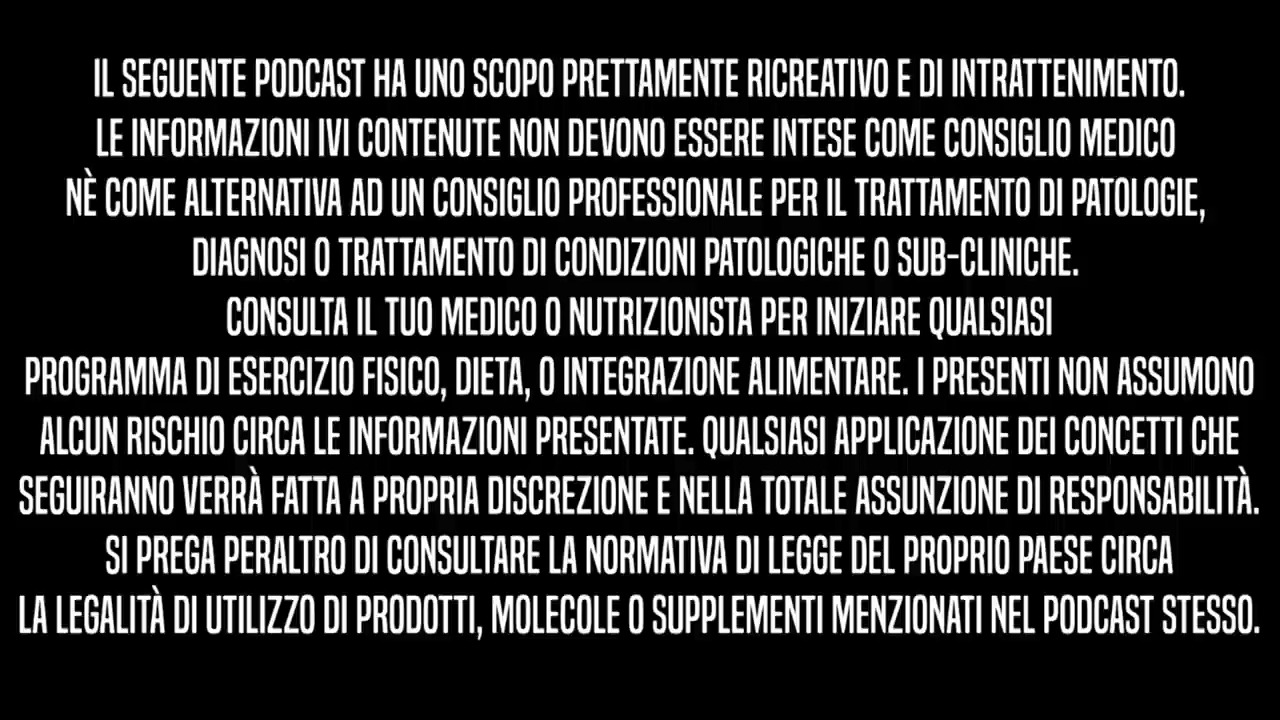 IL SEGUENTE PODCAST HA UNO SCOPO PRETTAMENTE RICREATIVO E DI INTRATTENIMENTO.
LE INFORMAZIONI IVI CONTENUTE NON DEVONO ESSERE INTESE COME CONSIGLIO MEDICO
NÈ COME ALTERNATIVA AD UN CONSIGLIO PROFESSIONALE PER IL TRATTAMENTO DI PATOLOGIE,
DIAGNOSI O TRATTAMENTO DI CONDIZIONI PATOLOGICHE O SUB-CLINICHE.
CONSULTA IL TUO MEDICO O NUTRIZIONISTA PER INIZIARE QUALSIASI
PROGRAMMA DI ESERCIZIO FISICO, DIETA, O INTEGRAZIONE ALIMENTARE. I PRESENTI NON ASSUMONO
ALCUN RISCHIO CIRCA LE INFORMAZIONI PRESENTATE. QUALSIASI APPLICAZIONE DEI CONCETTI CHE
SEGUIRANNO VERRÀ FATTA A PROPRIA DISCREZIONE E NELLA TOTALE ASSUNZIONE DI RESPONSABILITÀ.
SI PREGA PERALTRO DI CONSULTARE LA NORMATIVA DI LEGGE DEL PROPRIO PAESE CIRCA
LA LEGALITÀ DI UTILIZZO DI PRODOTTI, MOLECOLE O SUPPLEMENTI MENZIONATI NEL PODCAST STESSO.